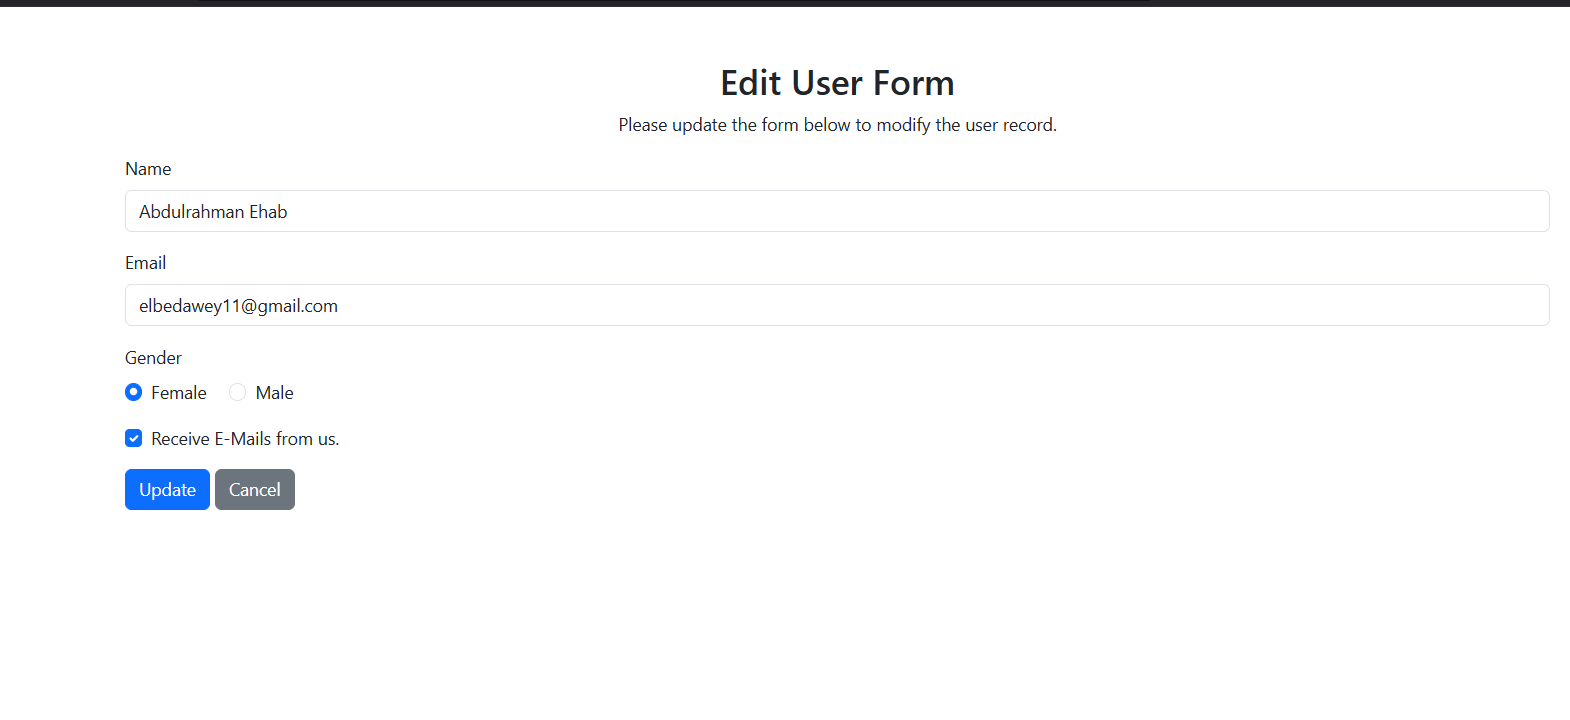 Edit User Form
Please update the form below to modify the user record.
Name
Abdulrahman Ehab
Email
elbedawey11@gmail.com
Gender
Female Male
Receive E-Mails from us.
Update Cancel